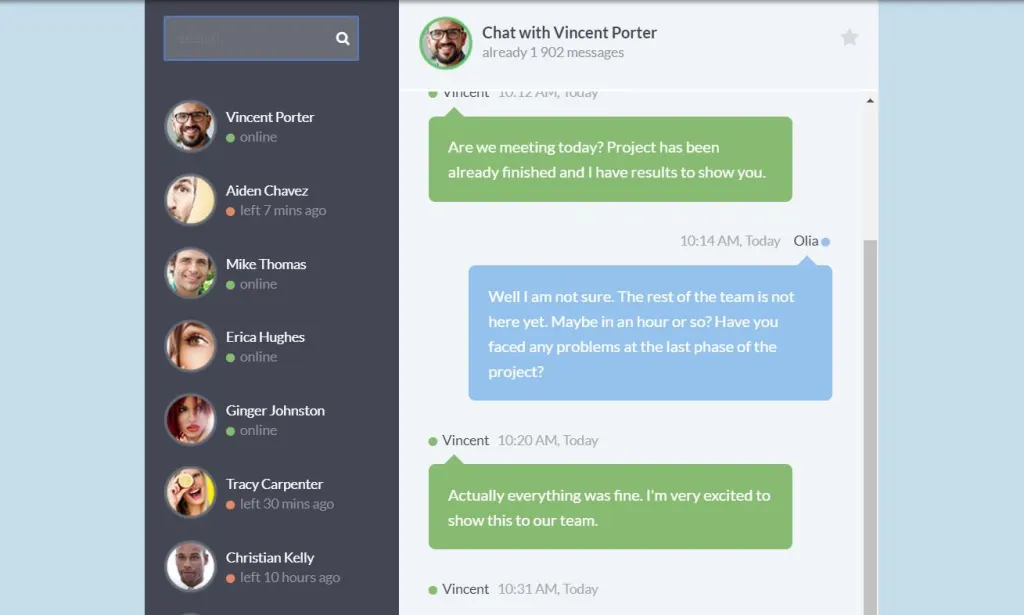 search
Vincent Porter
online
Aiden Chavez
left 7 mins ago
Mike Thomas
online
Erica Hughes
online
Ginger Johnston
online
Tracy Carpenter
left 30 mins ago
Christian Kelly
left 10 hours ago
Chat with Vincent Porter
already 1 902 messages
Vincent 10:12 AM, Today
Are we meeting today? Project has been
already finished and I have results to show you.
10:14 AM, Today Olia
Well I am not sure. The rest of the team is not
here yet. Maybe in an hour or so? Have you
faced any problems at the last phase of the
project?
Vincent 10:20 AM, Today
Actually everything was fine. I'm very excited to
show this to our team.
Vincent 10:31 AM, Today